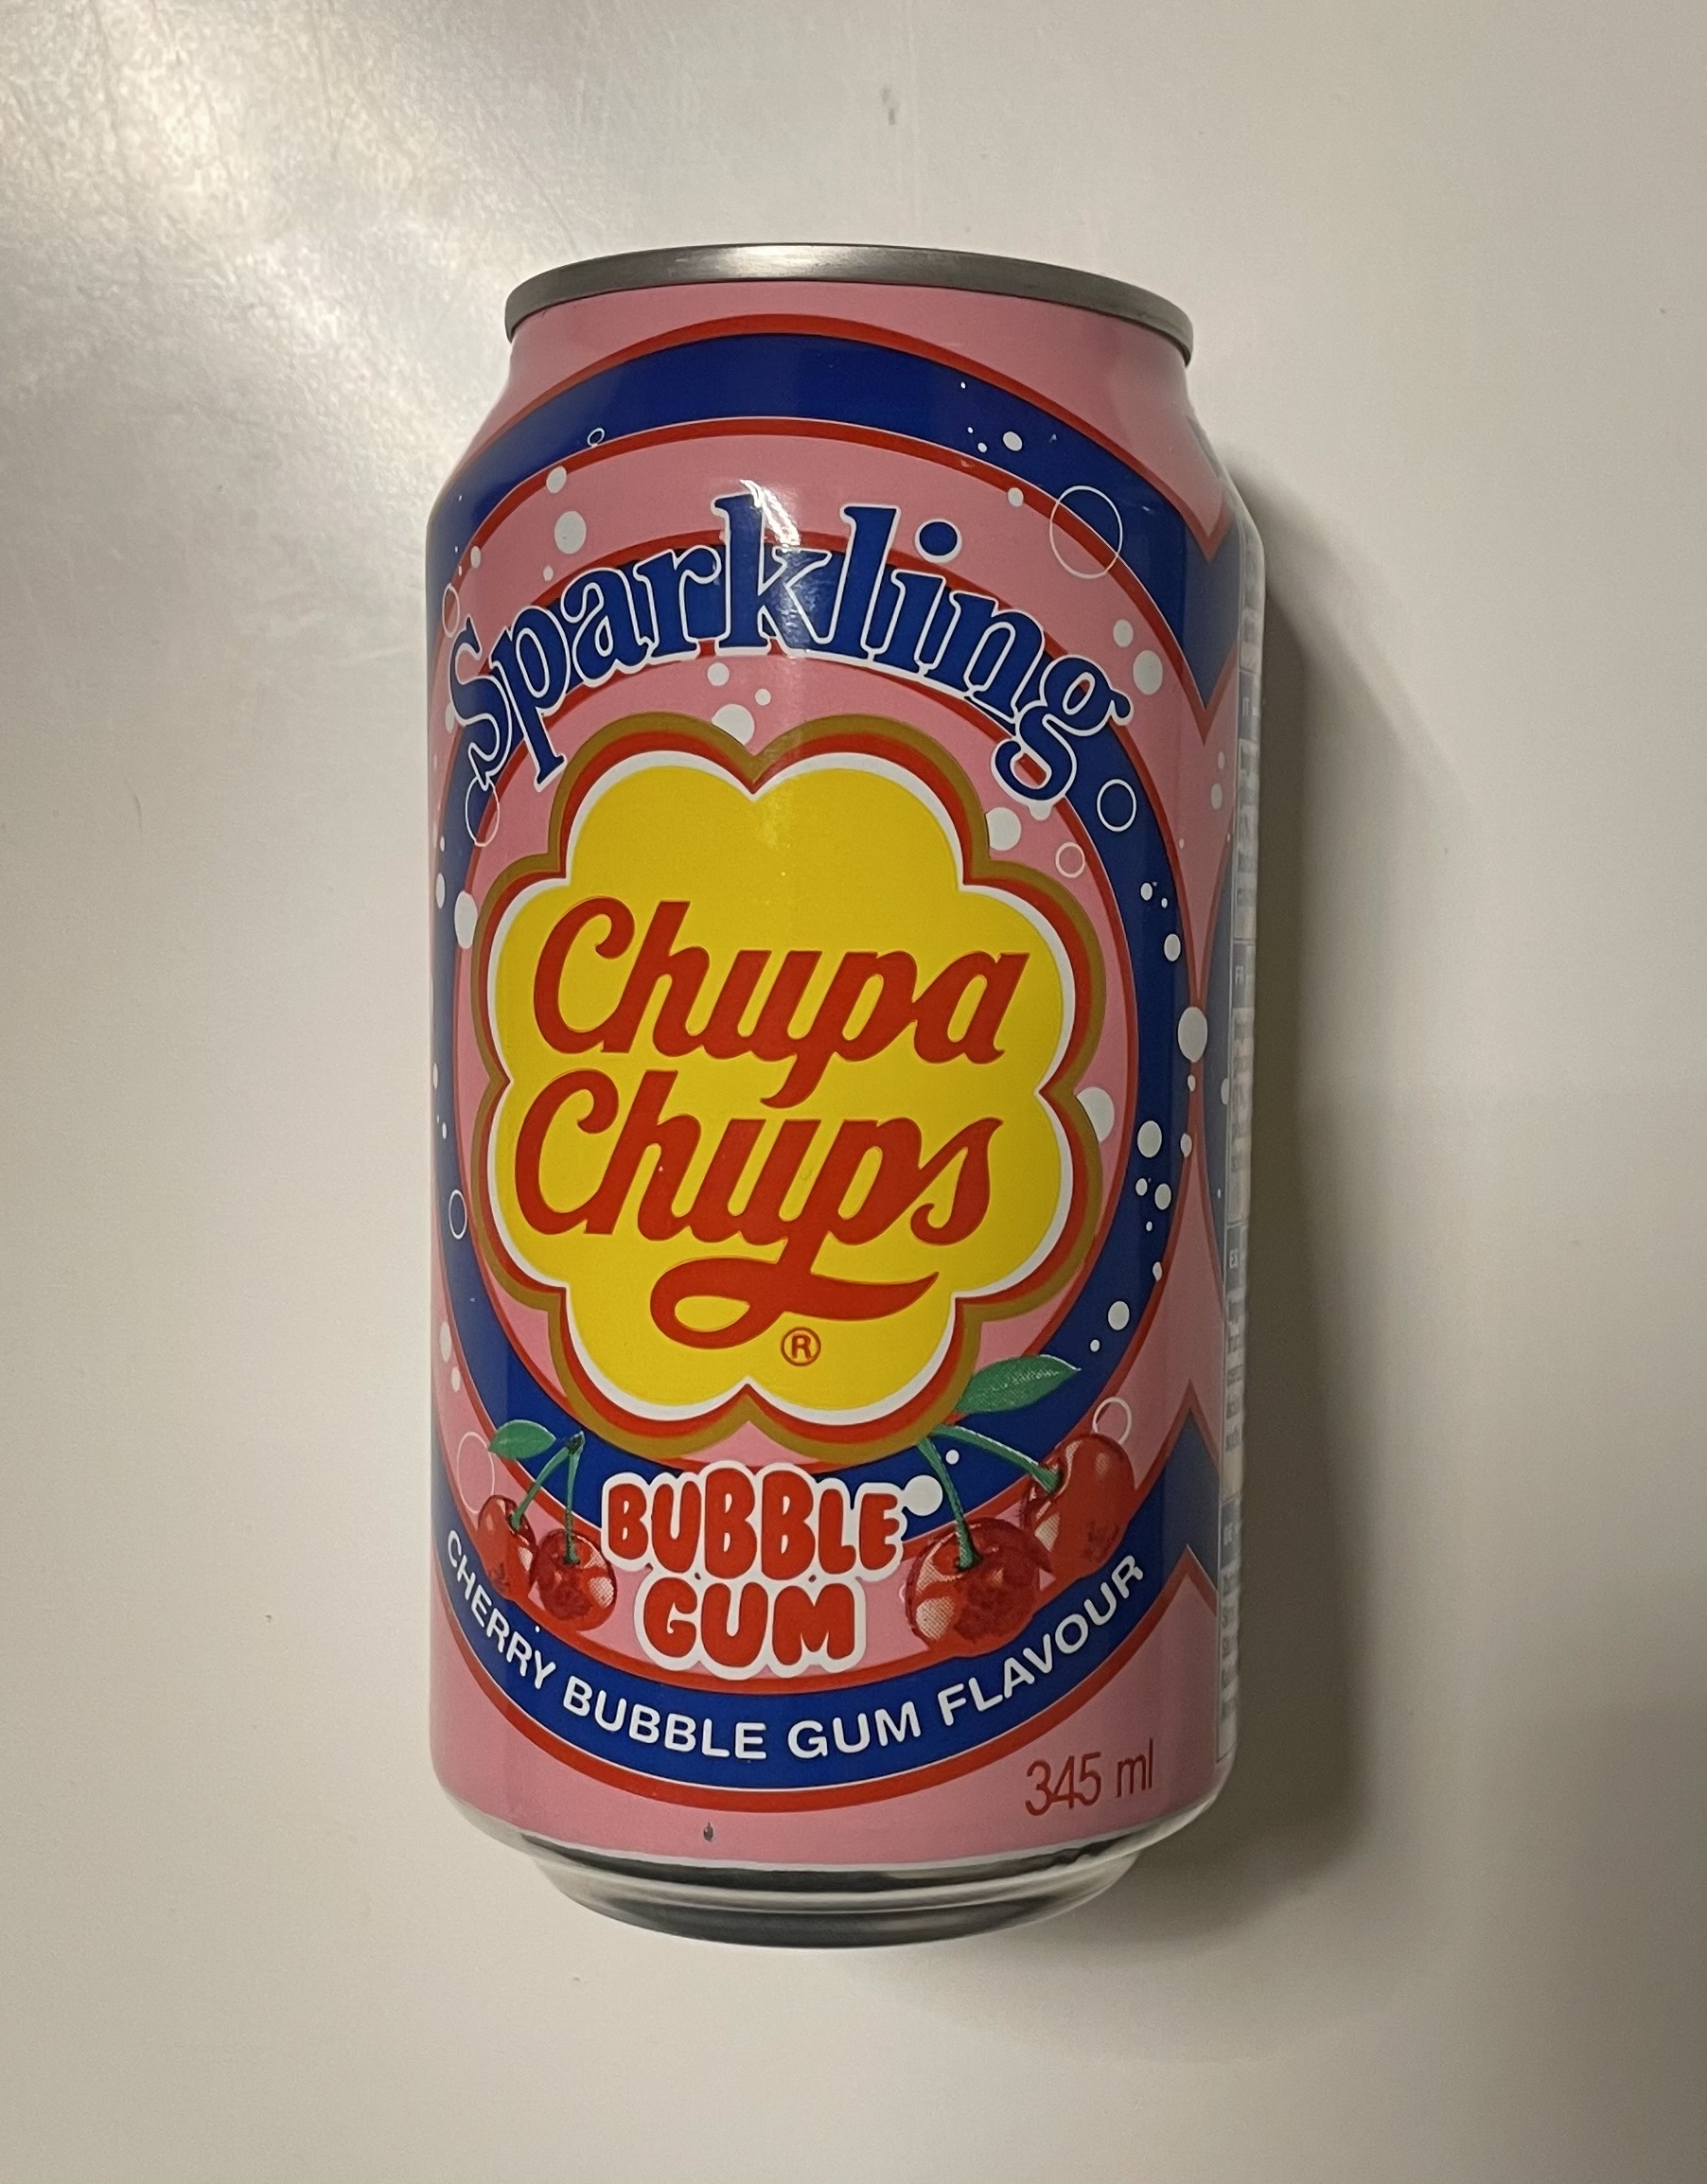 Sparkling
Chupa
Chups
®
BUBBLE
GUM
CHERRY BUBBLE GUM FLAVOUR
345 ml